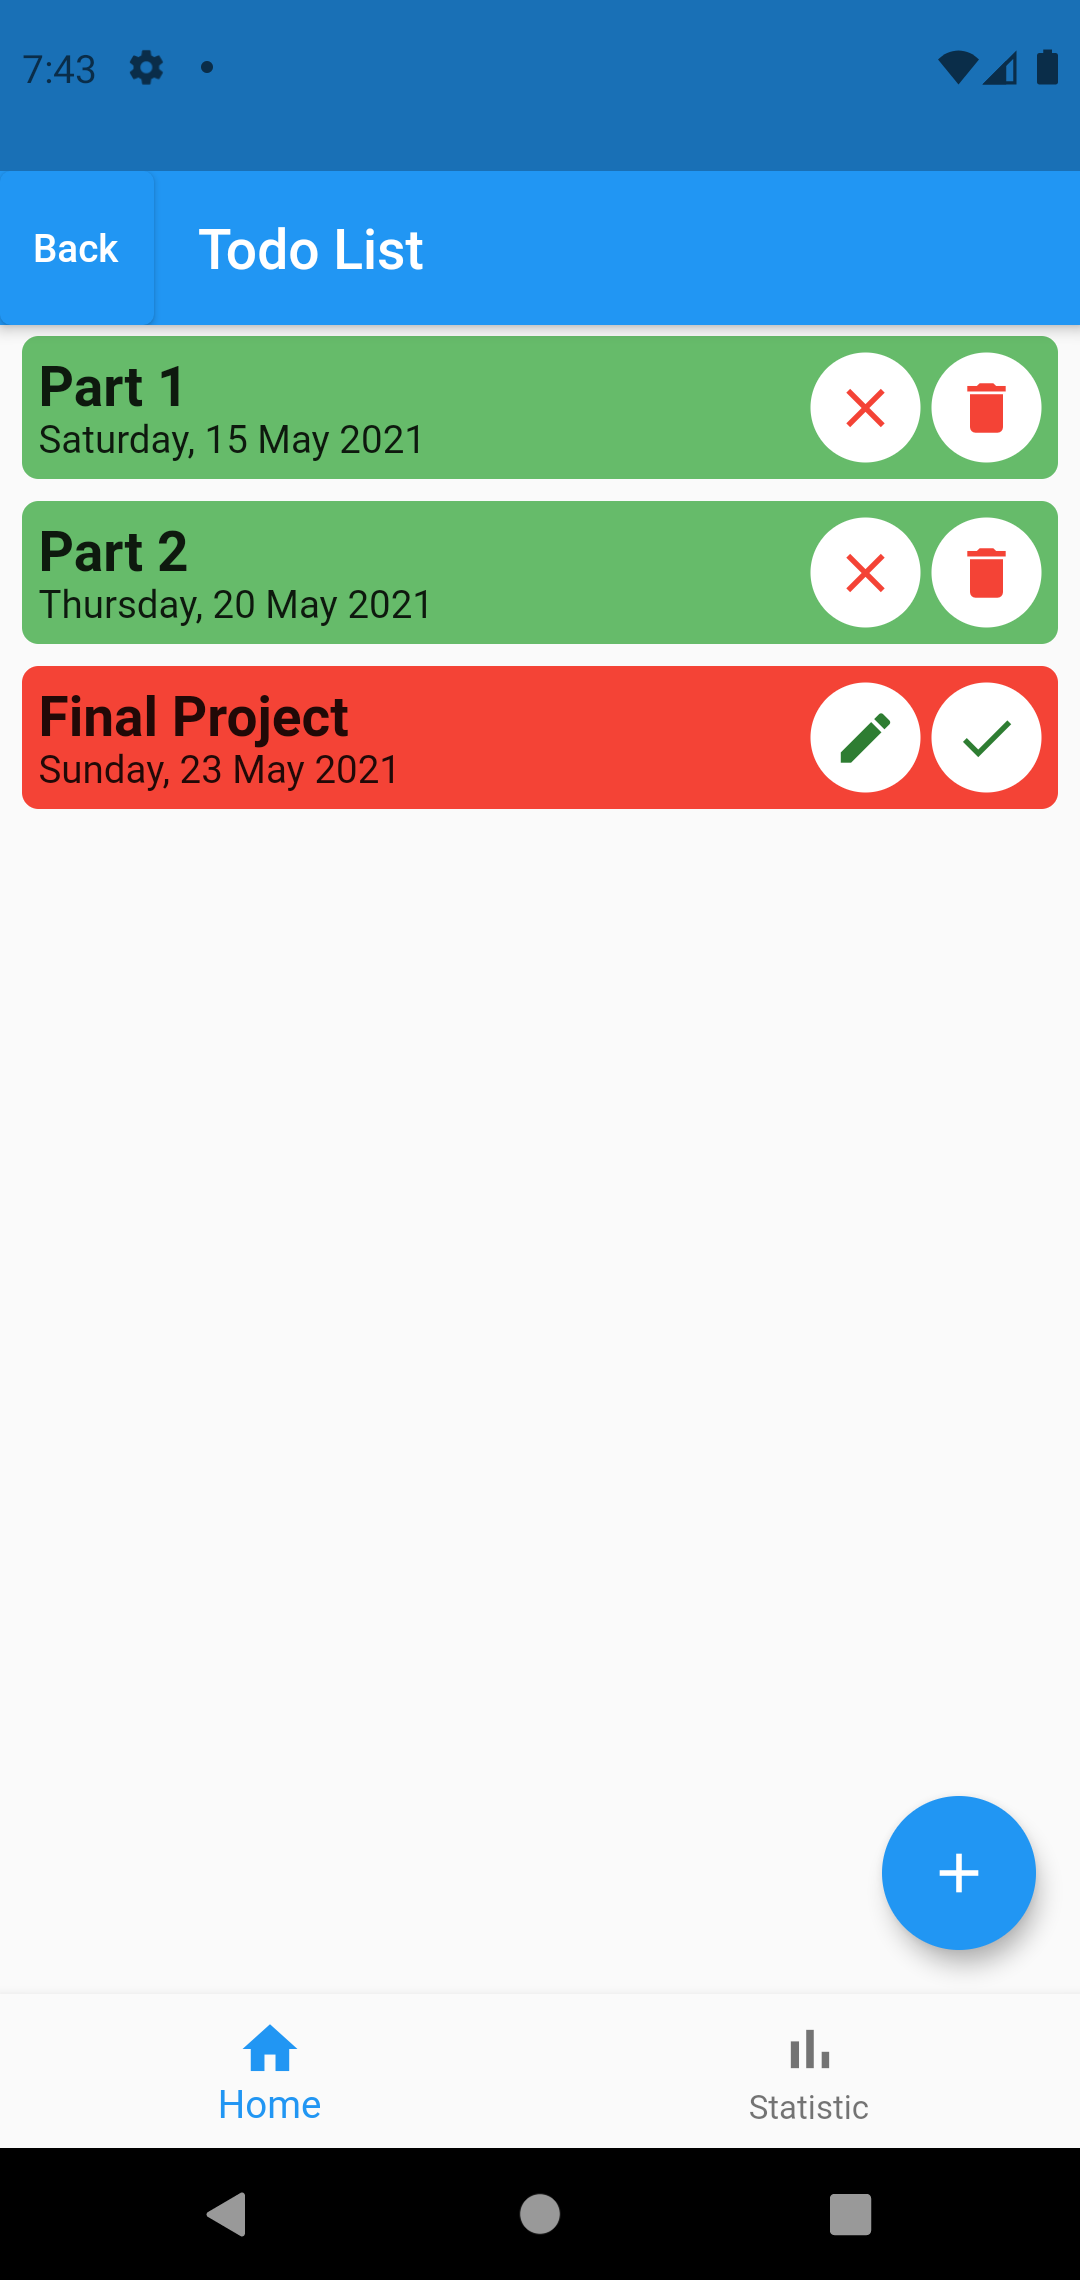 7:43
Back
Todo List
Part 1
Saturday, 15 May 2021
Part 2
Thursday, 20 May 2021
Final Project
Sunday, 23 May 2021
Home
Statistic